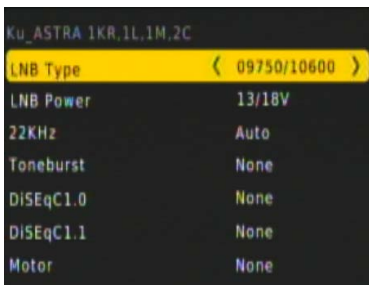 Ku_ASTRA 1KR,1L,1M,2C
LNB Type 09750/10600
LNB Power 13/18V
22KHz Auto
Toneburst None
DiSEqC1.0 None
DiSEqC1.1 None
Motor None